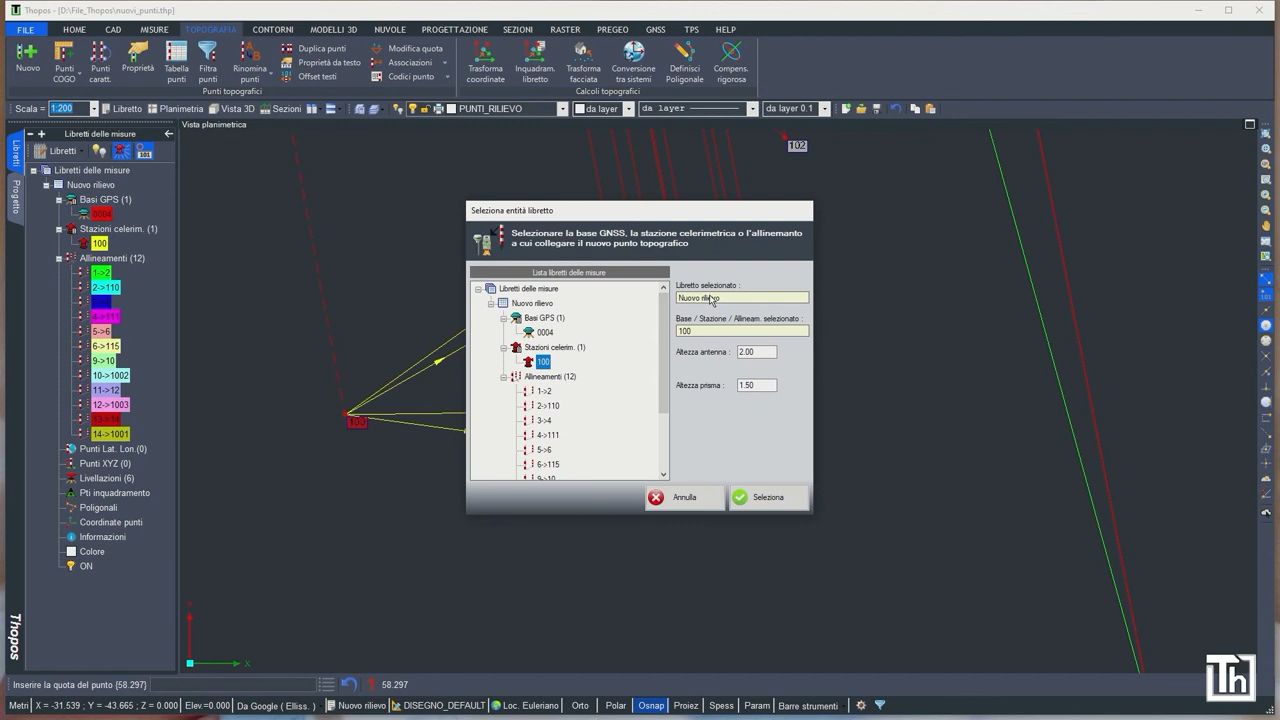 Thopos - [D:\File_Thopos\nuovi_punti.thp]
FILE HOME CAD MISURE TOPOGRAFIA CONTORNI MODELLI 3D NUVOLE PROGETTAZIONE SEZIONI RASTER PREGEO GNSS TPS HELP
Nuovo
Punti COGO
Punti caratt.
Proprietà
Tabella punti
Filtra punti
Rinomina punti
Duplica punti
Proprietà da testo
Offset testi
Modifica quota
Associazioni
Codici punto
Punti topografici
Trasforma coordinate
Inquadram. libretto
Trasforma facciata
Conversione tra sistemi
Definisci Poligonale
Compens. rigorosa
Calcoli topografici
Scala = 1:200 Libretto Planimetria Vista 3D Sezioni PUNTI_RILIEVO da layer da layer da layer 0.1
Libretti delle misure
Vista planimetrica
Libretti
Progetto
Libretti 101
Libretti delle misure
Nuovo rilievo
Basi GPS (1)
0004
Stazioni celerim. (1)
100
Allineamenti (12)
1->2
2->110
4->111
5->6
6->115
9->10
10->1002
11->12
12->1003
13->14
14->1001
Punti Lat. Lon.(0)
Punti XYZ (0)
Livellazioni (6)
Pti inquadramento
Poligonali
Coordinate punti
Informazioni
Colore
ON
Thopos
102
100
X
Seleziona entità libretto
Selezionare la base GNSS, la stazione celerimetrica o l'allinemanto
a cui collegare il nuovo punto topografico
Lista libretti delle misure
Libretti delle misure
Nuovo rilievo
Basi GPS (1)
0004
Stazioni celerim. (1)
100
Allineamenti (12)
1->2
2->110
3->4
4->111
5->6
6->115
9->10
Libretto selezionato :
Nuovo rilievo
Base / Stazione / Allineam. selezionato :
100
Altezza antenna : 2.00
Altezza prisma : 1.50
Annulla Seleziona
Th
Inserire la quota del punto {58.297} 58.297
Metri X = -31.539 ; Y = -43.665 ; Z = 0.000 Elev.=0.000 Da Google ( Elliss. ) Nuovo rilievo DISEGNO_DEFAULT Loc. Euleriano Orto Polar Osnap Proiez Spess Param Barre strumenti